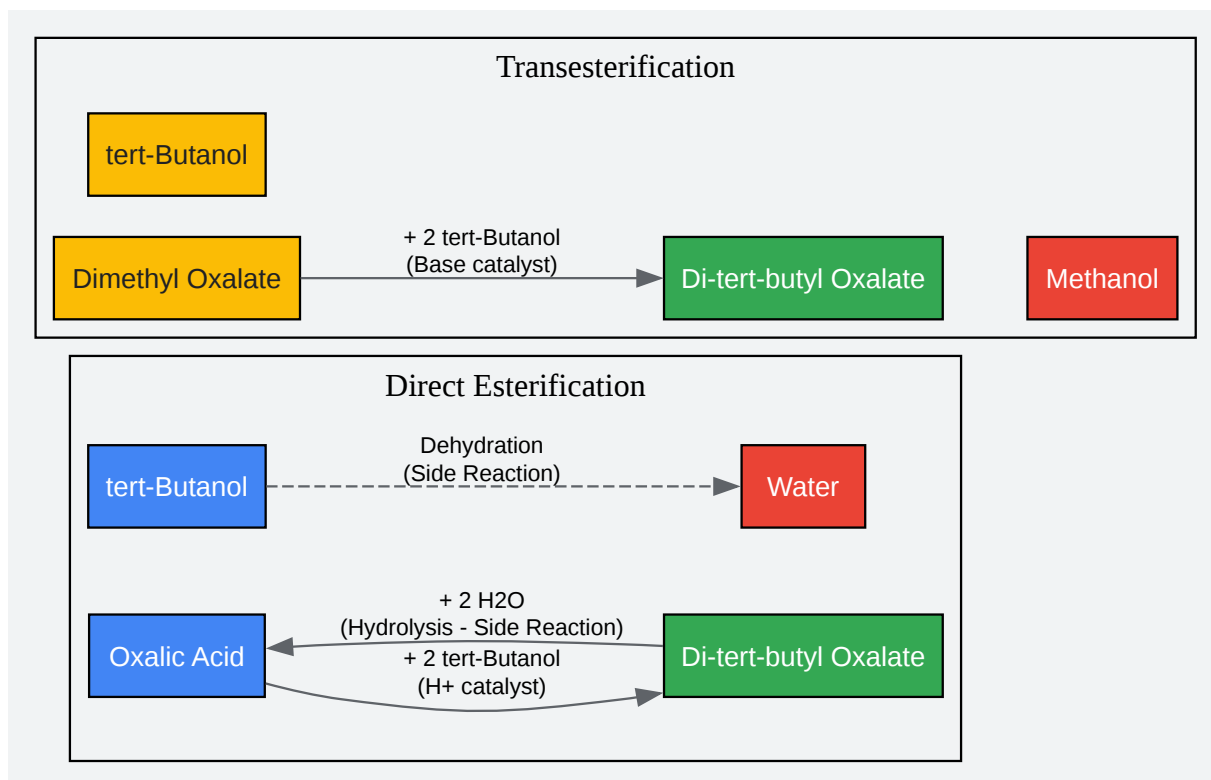 Transesterification
tert-Butanol
+ 2 tert-Butanol
(Base catalyst)
Dimethyl Oxalate
Di-tert-butyl Oxalate
Methanol
Direct Esterification
tert-Butanol
Dehydration
(Side Reaction)
Water
+ 2 H2O
(Hydrolysis - Side Reaction)
Oxalic Acid
+ 2 tert-Butanol
(H+ catalyst)
Di-tert-butyl Oxalate